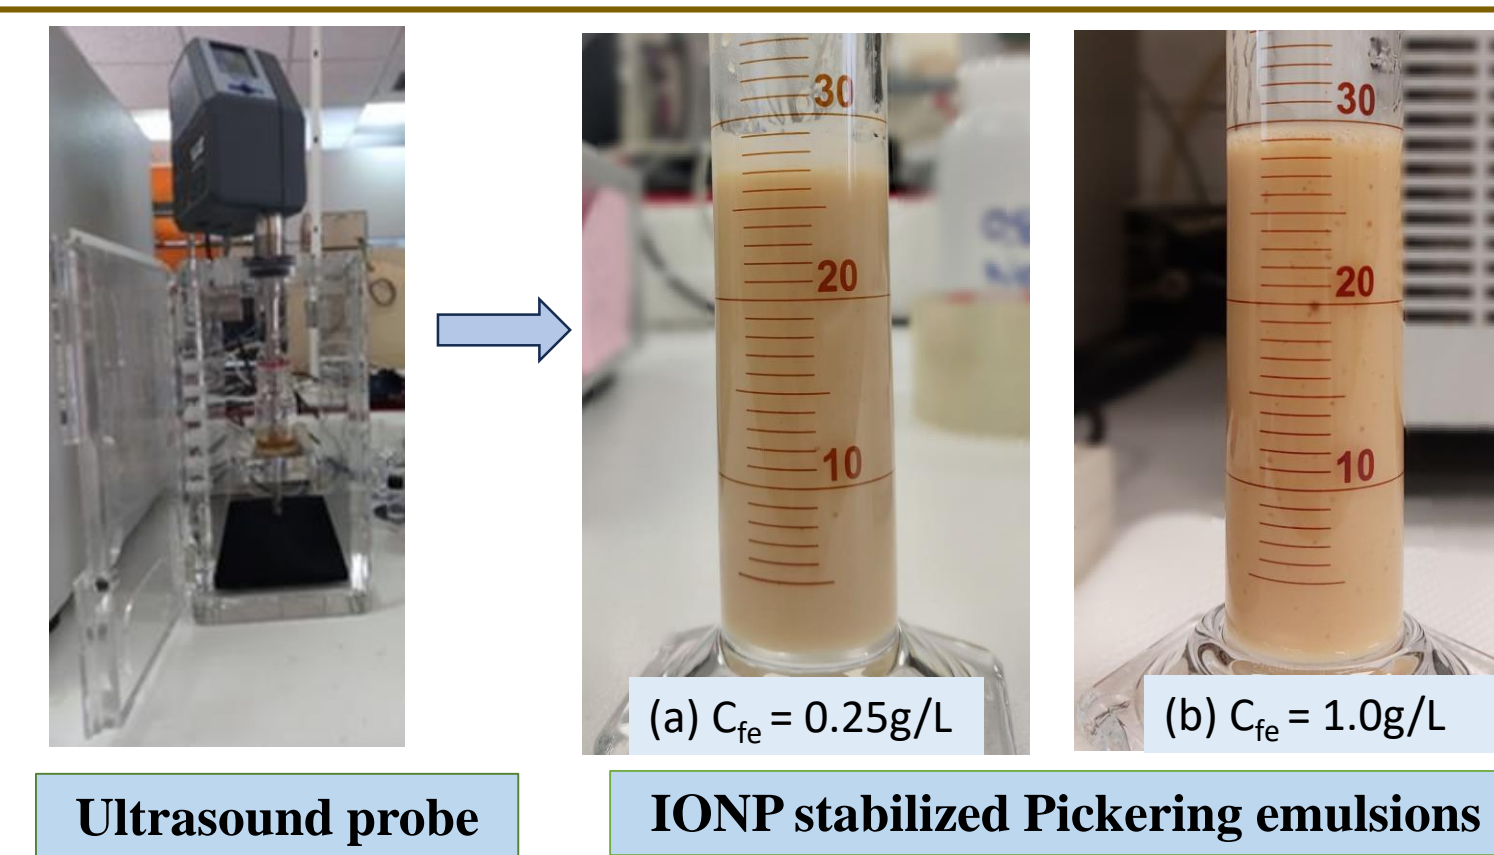 30
20
10
30
20
10
(a) Cfe = 0.25g/L
(b) Cfe = 1.0g/L
Ultrasound probe
IONP stabilized Pickering emulsions